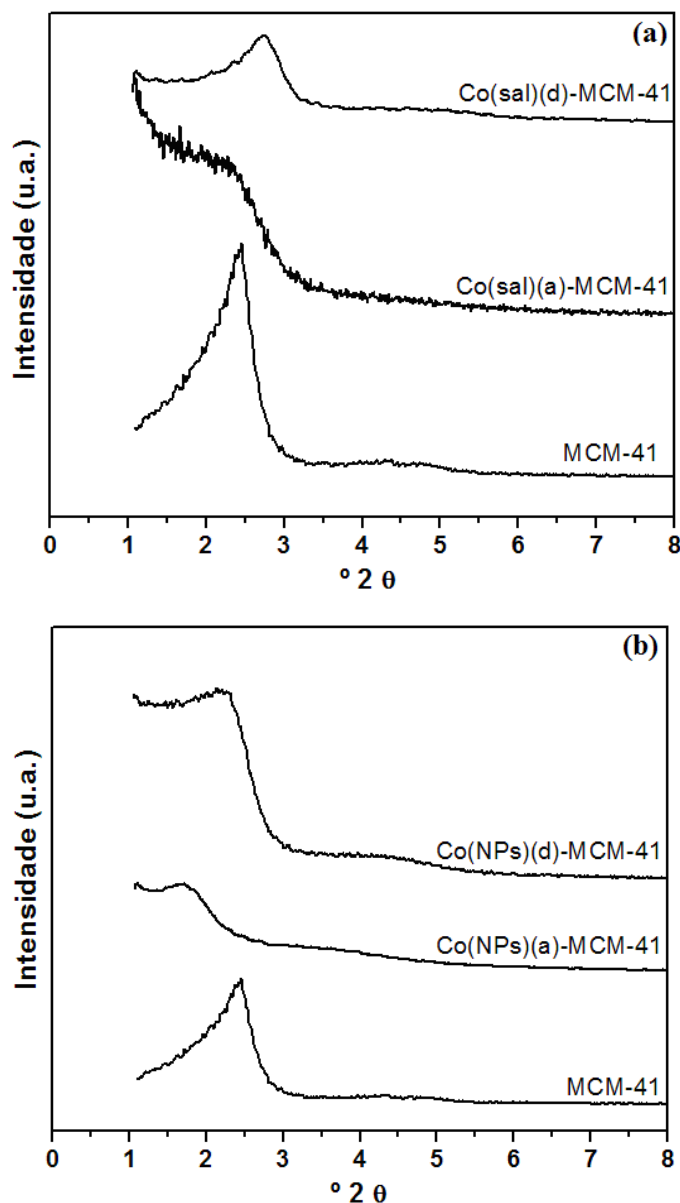 (a)
Co(sal)(d)-MCM-41
Co(sal)(a)-MCM-41
MCM-41
Intensidade (u.a.)
0 1 2 3 4 5 6 7 8
º 2 θ
(b)
Co(NPs)(d)-MCM-41
Co(NPs)(a)-MCM-41
MCM-41
Intensidade (u.a.)
0 1 2 3 4 5 6 7 8
º 2 θ